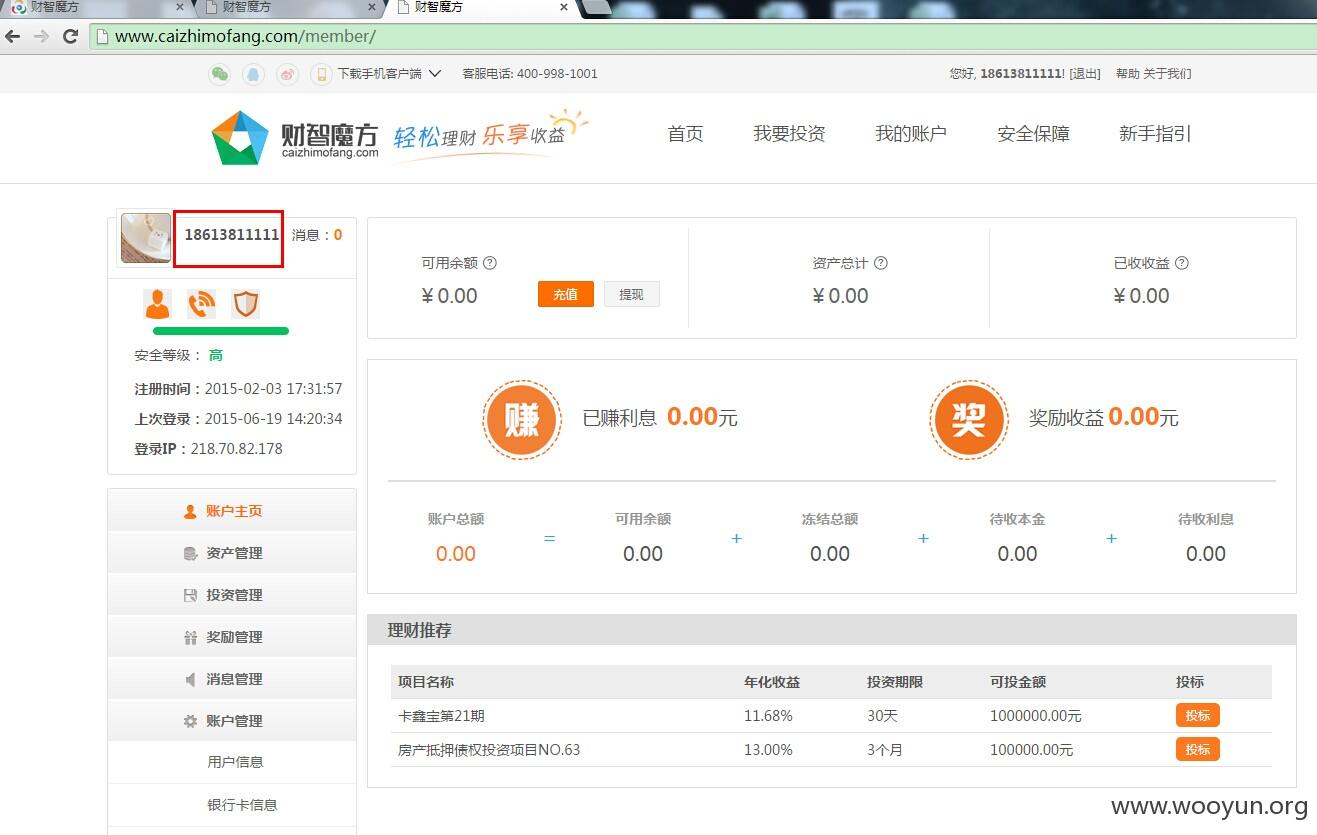 财智魔方 财智魔方 财智魔方
www.caizhimofang.com/member/
下载手机客户端 客服电话: 400-998-1001 您好, 18613811111! [退出] 帮助 关于我们
财智魔方 caizhimofang.com 轻松理财 乐享收益 首页 我要投资 我的账户 安全保障 新手指引
18613811111 消息：0
安全等级： 高
注册时间：2015-02-03 17:31:57
上次登录：2015-06-19 14:20:34
登录IP：218.70.82.178
账户主页
资产管理
投资管理
奖励管理
消息管理
账户管理
用户信息
银行卡信息
可用余额 ? 资产总计 ? 已收收益 ?
¥0.00 充值 提现 ¥0.00 ¥0.00
赚 已赚利息 0.00元 奖 奖励收益 0.00元
账户总额 可用余额 冻结总额 待收本金 待收利息
0.00 = 0.00 + 0.00 + 0.00 + 0.00
理财推荐
项目名称 年化收益 投资期限 可投金额 投标
卡鑫宝第21期 11.68% 30天 1000000.00元 投标
房产抵押债权投资项目NO.63 13.00% 3个月 100000.00元 投标
www.wooyun.org